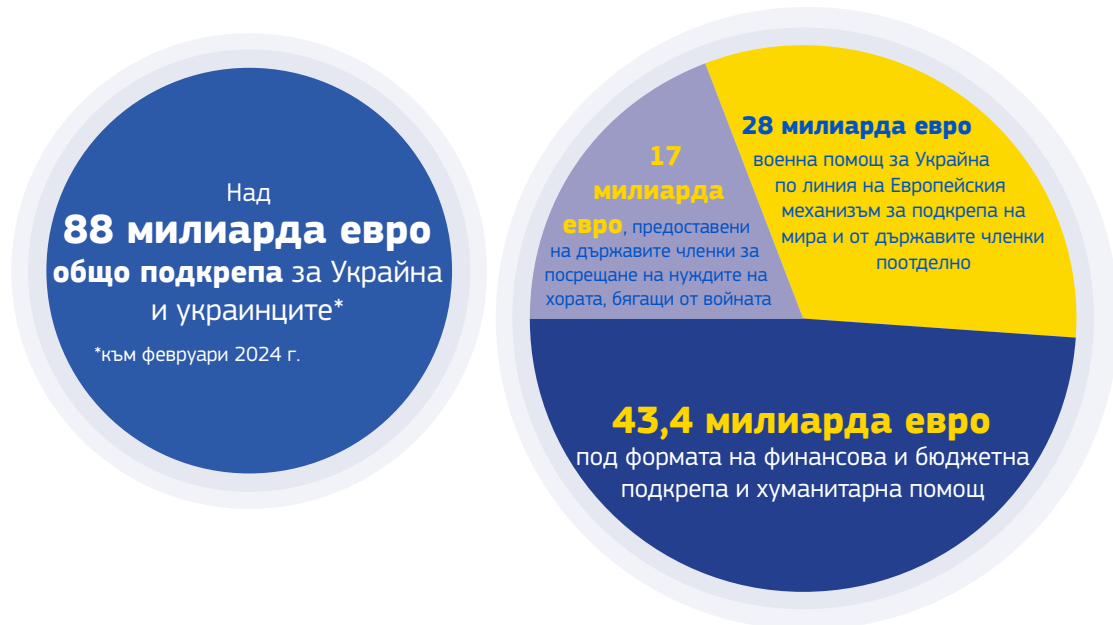 Над
88 милиарда евро
общо подкрепа за Украйна
и украинците*
*към февруари 2024 г.
17
милиарда
евро, предоставени
на държавите членки за
посрещане на нуждите на
хората, бягащи от войната
28 милиарда евро
военна помощ за Украйна
по линия на Европейския
механизъм за подкрепа на
мира и от държавите членки
поотделно
43,4 милиарда евро
под формата на финансова и бюджетна
подкрепа и хуманитарна помощ